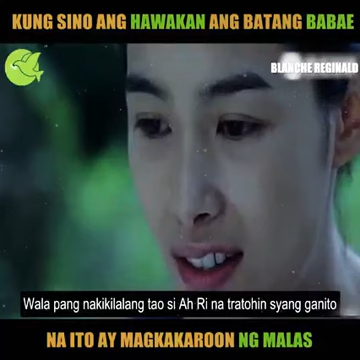 KUNG SINO ANG HAWAKAN ANG BATANG BABAE
BLANCHE REGINALD
Wala pang nakikilalang tao si Ah Ri na tratohin syang ganito
NA ITO AY MAGKAKAROON NG MALAS